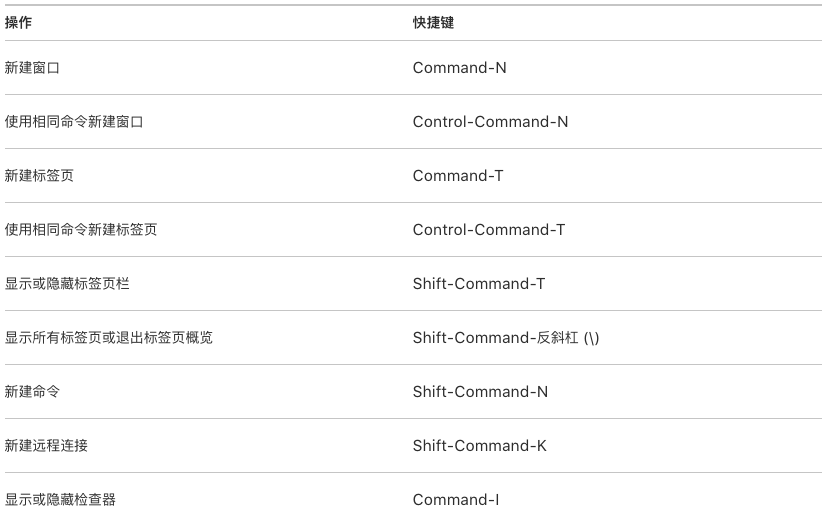 操作 快捷键
新建窗口 Command-N
使用相同命令新建窗口 Control-Command-N
新建标签页 Command-T
使用相同命令新建标签页 Control-Command-T
显示或隐藏标签页栏 Shift-Command-T
显示所有标签页或退出标签页概览 Shift-Command-反斜杠 (\)
新建命令 Shift-Command-N
新建远程连接 Shift-Command-K
显示或隐藏检查器 Command-I